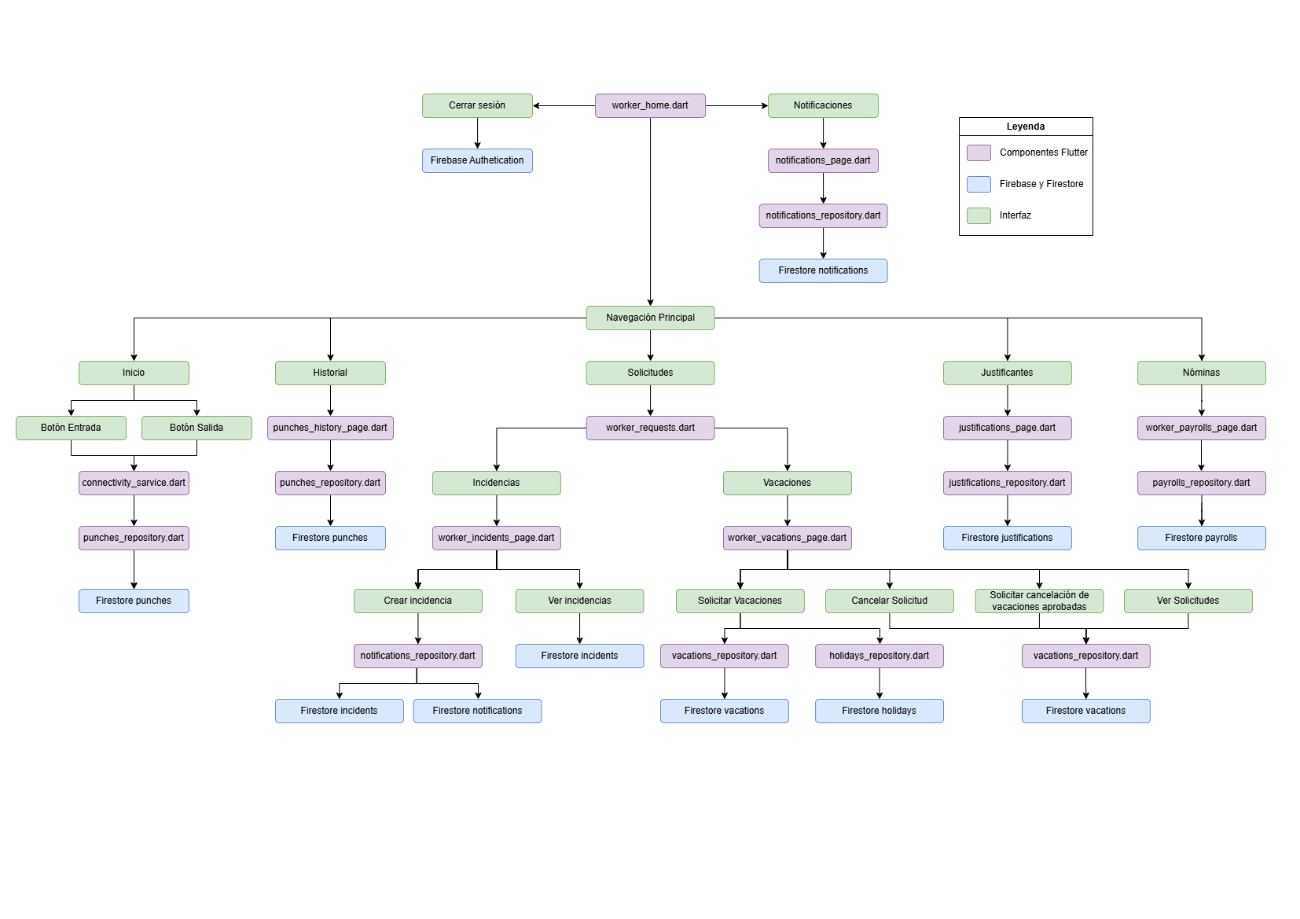 Cerrar sesión
worker_home.dart
Notificaciones
Leyenda
Componentes Flutter
Firebase y Firestore
Interfaz
Firebase Authetication
notifications_page.dart
notifications_repository.dart
Firestore notifications
Navegación Principal
Inicio
Historial
Solicitudes
Justificantes
Nóminas
Botón Entrada
Botón Salida
punches_history_page.dart
worker_requests.dart
justifications_page.dart
worker_payrolls_page.dart
connectivity_sarvice.dart
punches_repository.dart
Incidencias
Vacaciones
justifications_repository.dart
payrolls_repository.dart
punches_repository.dart
Firestore punches
worker_incidents_page.dart
worker_vacations_page.dart
Firestore justifications
Firestore payrolls
Firestore punches
Crear incidencia
Ver incidencias
Solicitar Vacaciones
Cancelar Solicitud
Solicitar cancelación de
vacaciones aprobadas
Ver Solicitudes
notifications_repository.dart
Firestore incidents
vacations_repository.dart
holidays_repository.dart
vacations_repository.dart
Firestore incidents
Firestore notifications
Firestore vacations
Firestore holidays
Firestore vacations